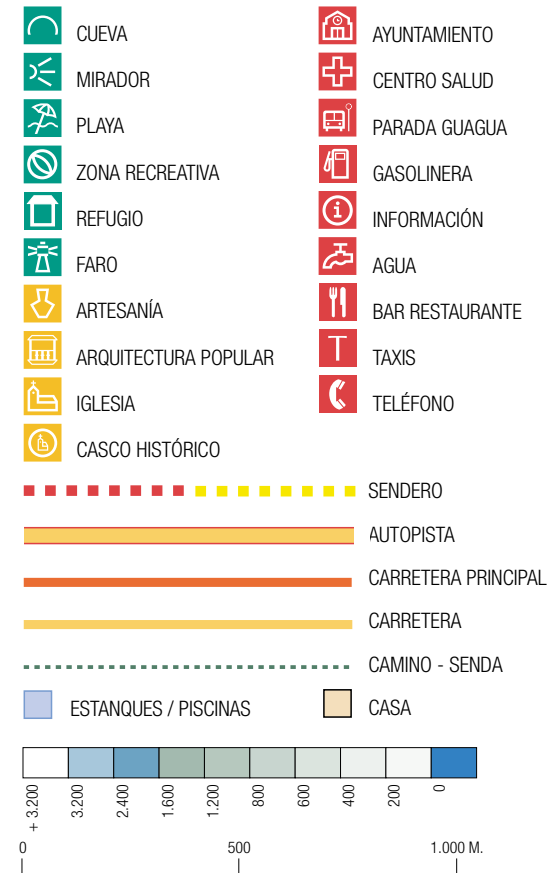 CUEVA
MIRADOR
PLAYA
ZONA RECREATIVA
REFUGIO
FARO
ARTESANÍA
ARQUITECTURA POPULAR
IGLESIA
CASCO HISTÓRICO
AYUNTAMIENTO
CENTRO SALUD
PARADA GUAGUA
GASOLINERA
INFORMACIÓN
AGUA
BAR RESTAURANTE
T TAXIS
TELÉFONO
SENDERO
AUTOPISTA
CARRETERA PRINCIPAL
CARRETERA
CAMINO - SENDA
ESTANQUES / PISCINAS
CASA
+ 3.200 3.200 2.400 1.600 1.200 800 600 400 200 0
0 500 1.000 M.